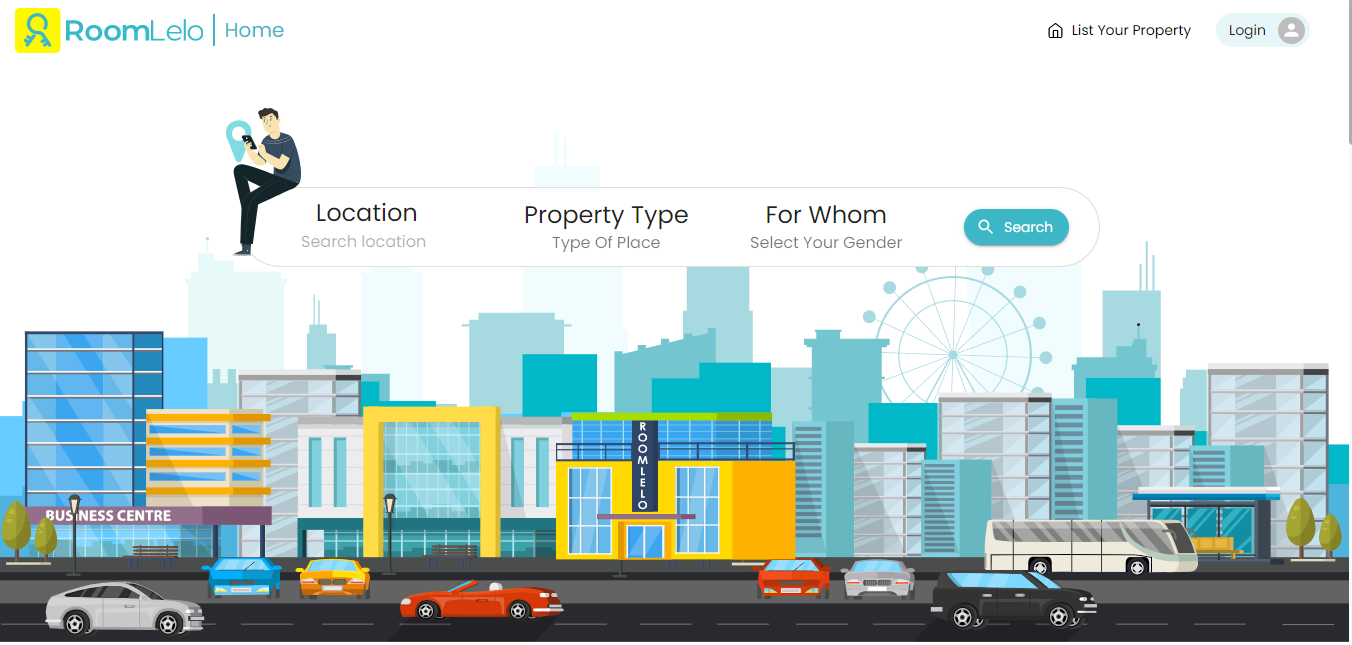 RoomLelo | Home
List Your Property
Login
Location
Search location
Property Type
Type Of Place
For Whom
Select Your Gender
Search
ROOMLELO
BUSINESS CENTRE